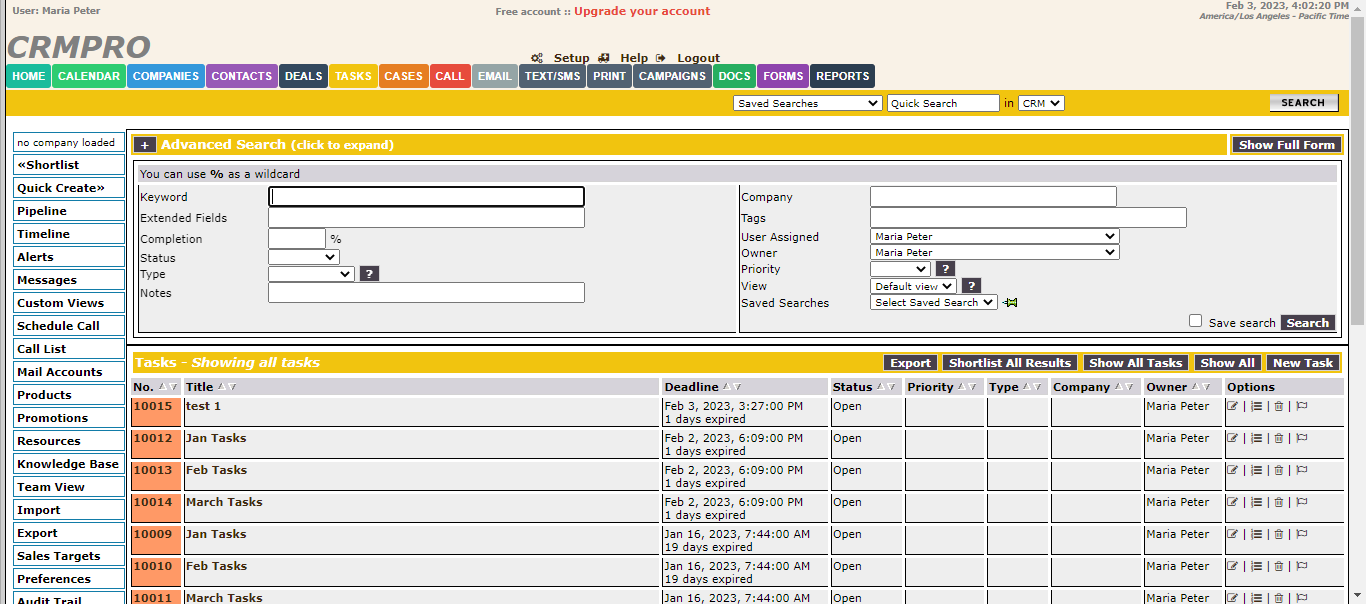 User: Maria Peter
Free account :: Upgrade your account
Feb 3, 2023, 4:02:20 PM
America/Los Angeles - Pacific Time
CRMPRO
Setup Help Logout
HOME CALENDAR COMPANIES CONTACTS DEALS TASKS CASES CALL EMAIL TEXT/SMS PRINT CAMPAIGNS DOCS FORMS REPORTS
Saved Searches Quick Search in CRM SEARCH
no company loaded
«Shortlist
Quick Create»
Pipeline
Timeline
Alerts
Messages
Custom Views
Schedule Call
Call List
Mail Accounts
Products
Promotions
Resources
Knowledge Base
Team View
Import
Export
Sales Targets
Preferences
Audit Trail
+ Advanced Search (click to expand) Show Full Form
You can use % as a wildcard
Keyword
Extended Fields
Completion %
Status
Type ?
Notes
Company
Tags
User Assigned Maria Peter
Owner Maria Peter
Priority ?
View Default view ?
Saved Searches Select Saved Search
Save search Search
Tasks - Showing all tasks Export Shortlist All Results Show All Tasks Show All New Task
No. Title Deadline Status Priority Type Company Owner Options
10015 test 1 Feb 3, 2023, 3:27:00 PM Open Maria Peter
1 days expired
10012 Jan Tasks Feb 2, 2023, 6:09:00 PM Open Maria Peter
1 days expired
10013 Feb Tasks Feb 2, 2023, 6:09:00 PM Open Maria Peter
1 days expired
10014 March Tasks Feb 2, 2023, 6:09:00 PM Open Maria Peter
1 days expired
10009 Jan Tasks Jan 16, 2023, 7:44:00 AM Open Maria Peter
19 days expired
10010 Feb Tasks Jan 16, 2023, 7:44:00 AM Open Maria Peter
19 days expired
10011 March Tasks Jan 16, 2023, 7:44:00 AM Open Maria Peter